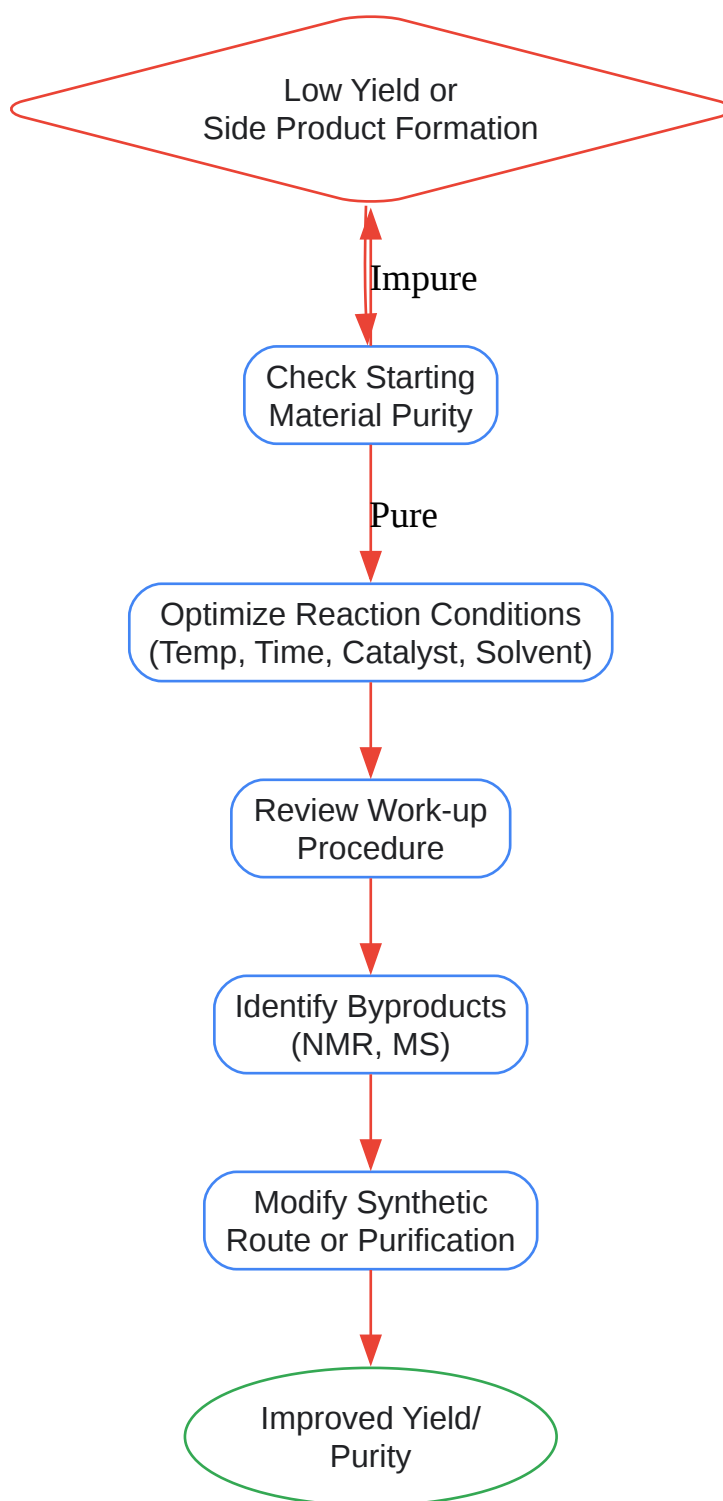 Low Yield or
Side Product Formation
Impure
Check Starting
Material Purity
Pure
Optimize Reaction Conditions
(Temp, Time, Catalyst, Solvent)
Review Work-up
Procedure
Identify Byproducts
(NMR, MS)
Modify Synthetic
Route or Purification
Improved Yield/
Purity